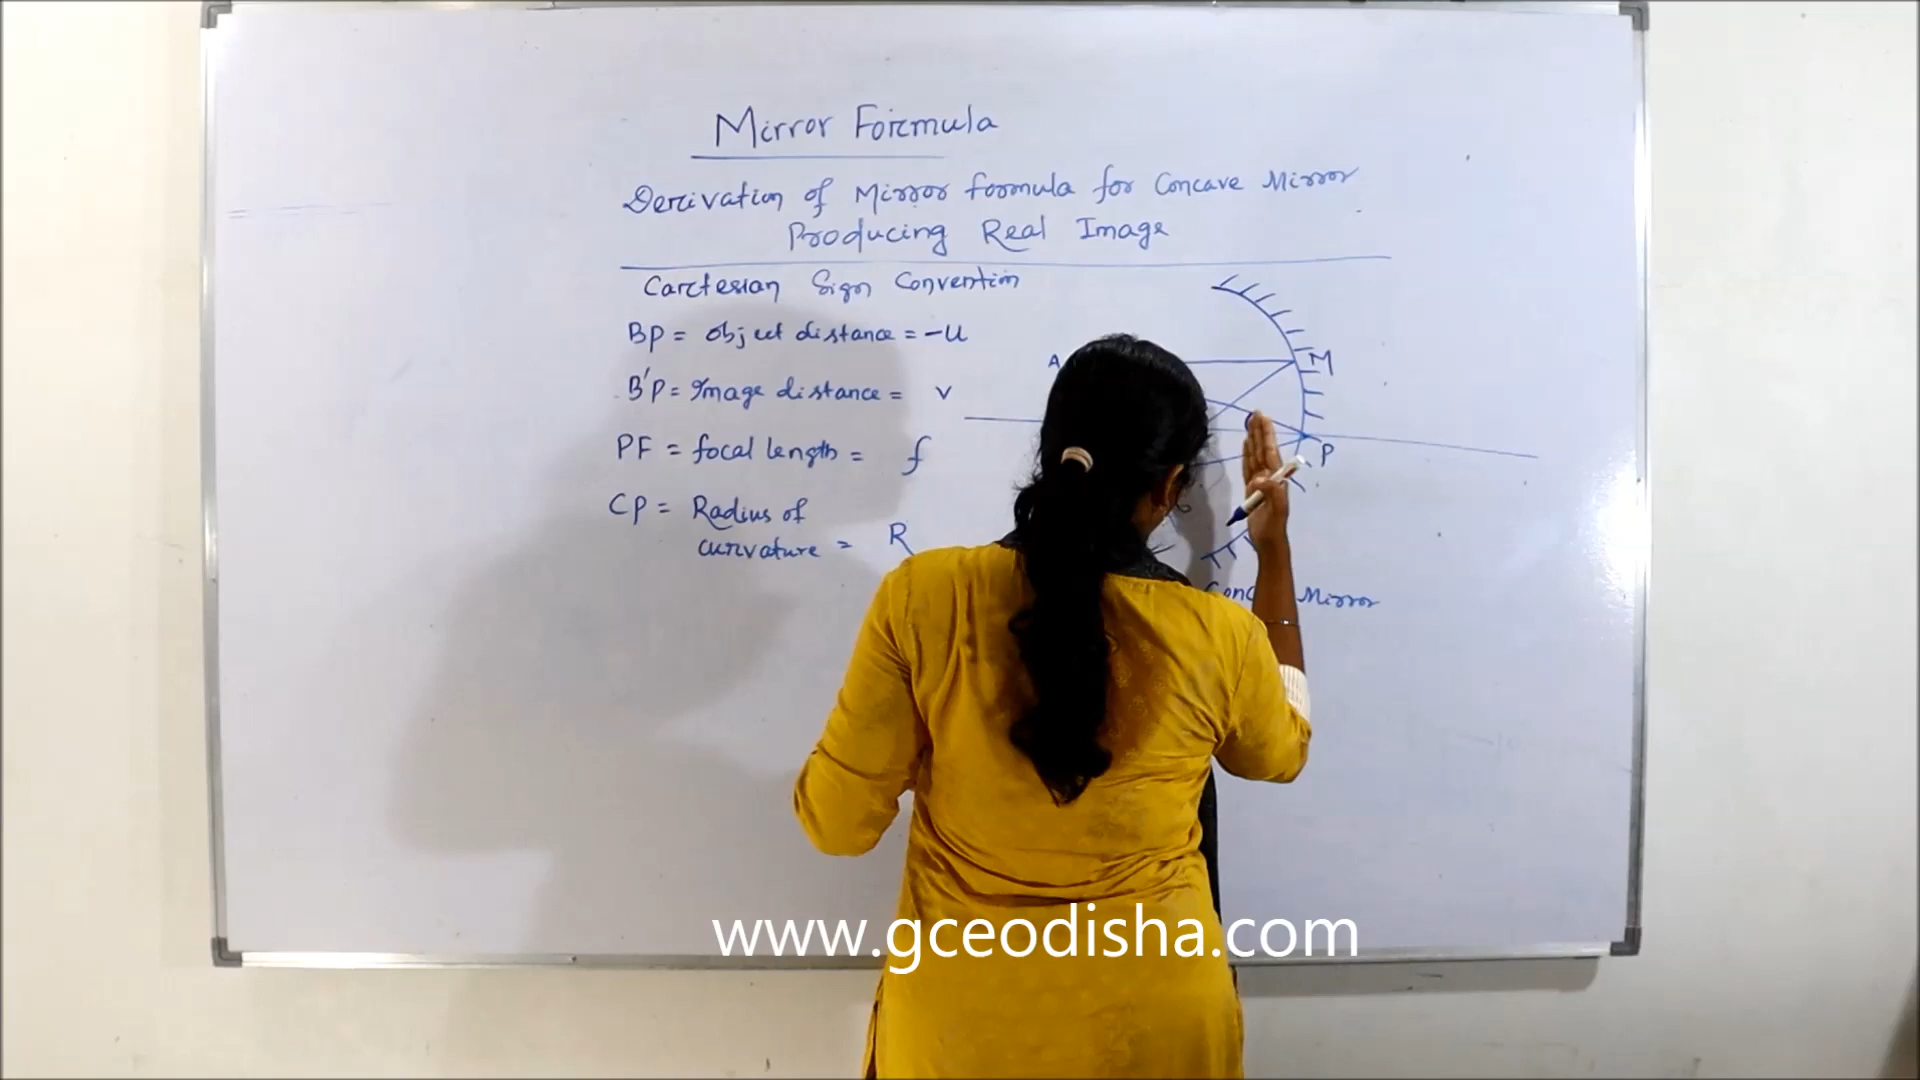 Mirror Formula
Derivation of Mirror formula for Concave Mirror
Producing Real Image
Cartesian Sign Convention
BP = object distance = -u
B'P = Image distance = v
PF = focal length = f
CP = Radius of
curvature = R
A
M
P
Mirror
www.gceodisha.com